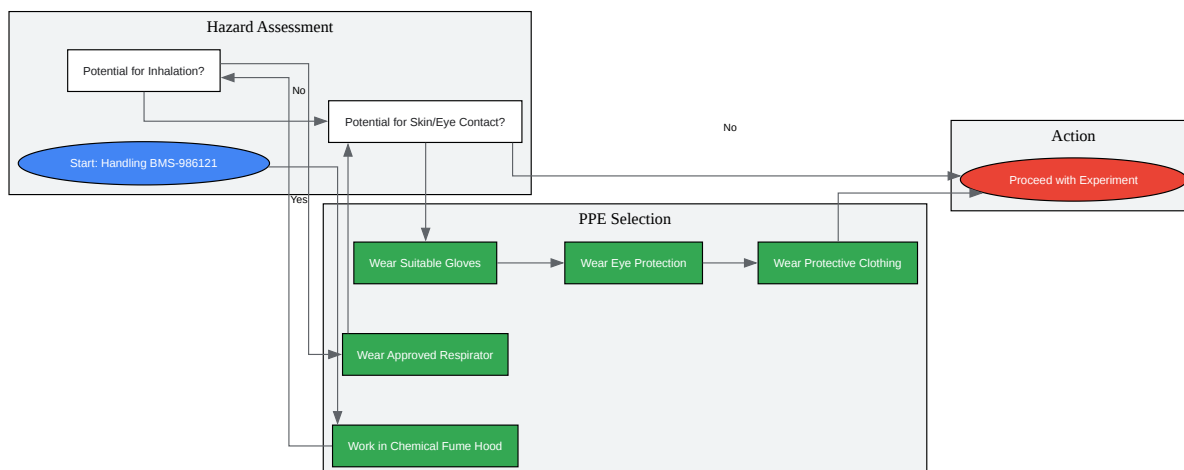 Hazard Assessment
Potential for Inhalation?
No
Potential for Skin/Eye Contact?
No
Start: Handling BMS-986121
Yes
Action
Proceed with Experiment
PPE Selection
Wear Suitable Gloves
Wear Eye Protection
Wear Protective Clothing
Wear Approved Respirator
Work in Chemical Fume Hood